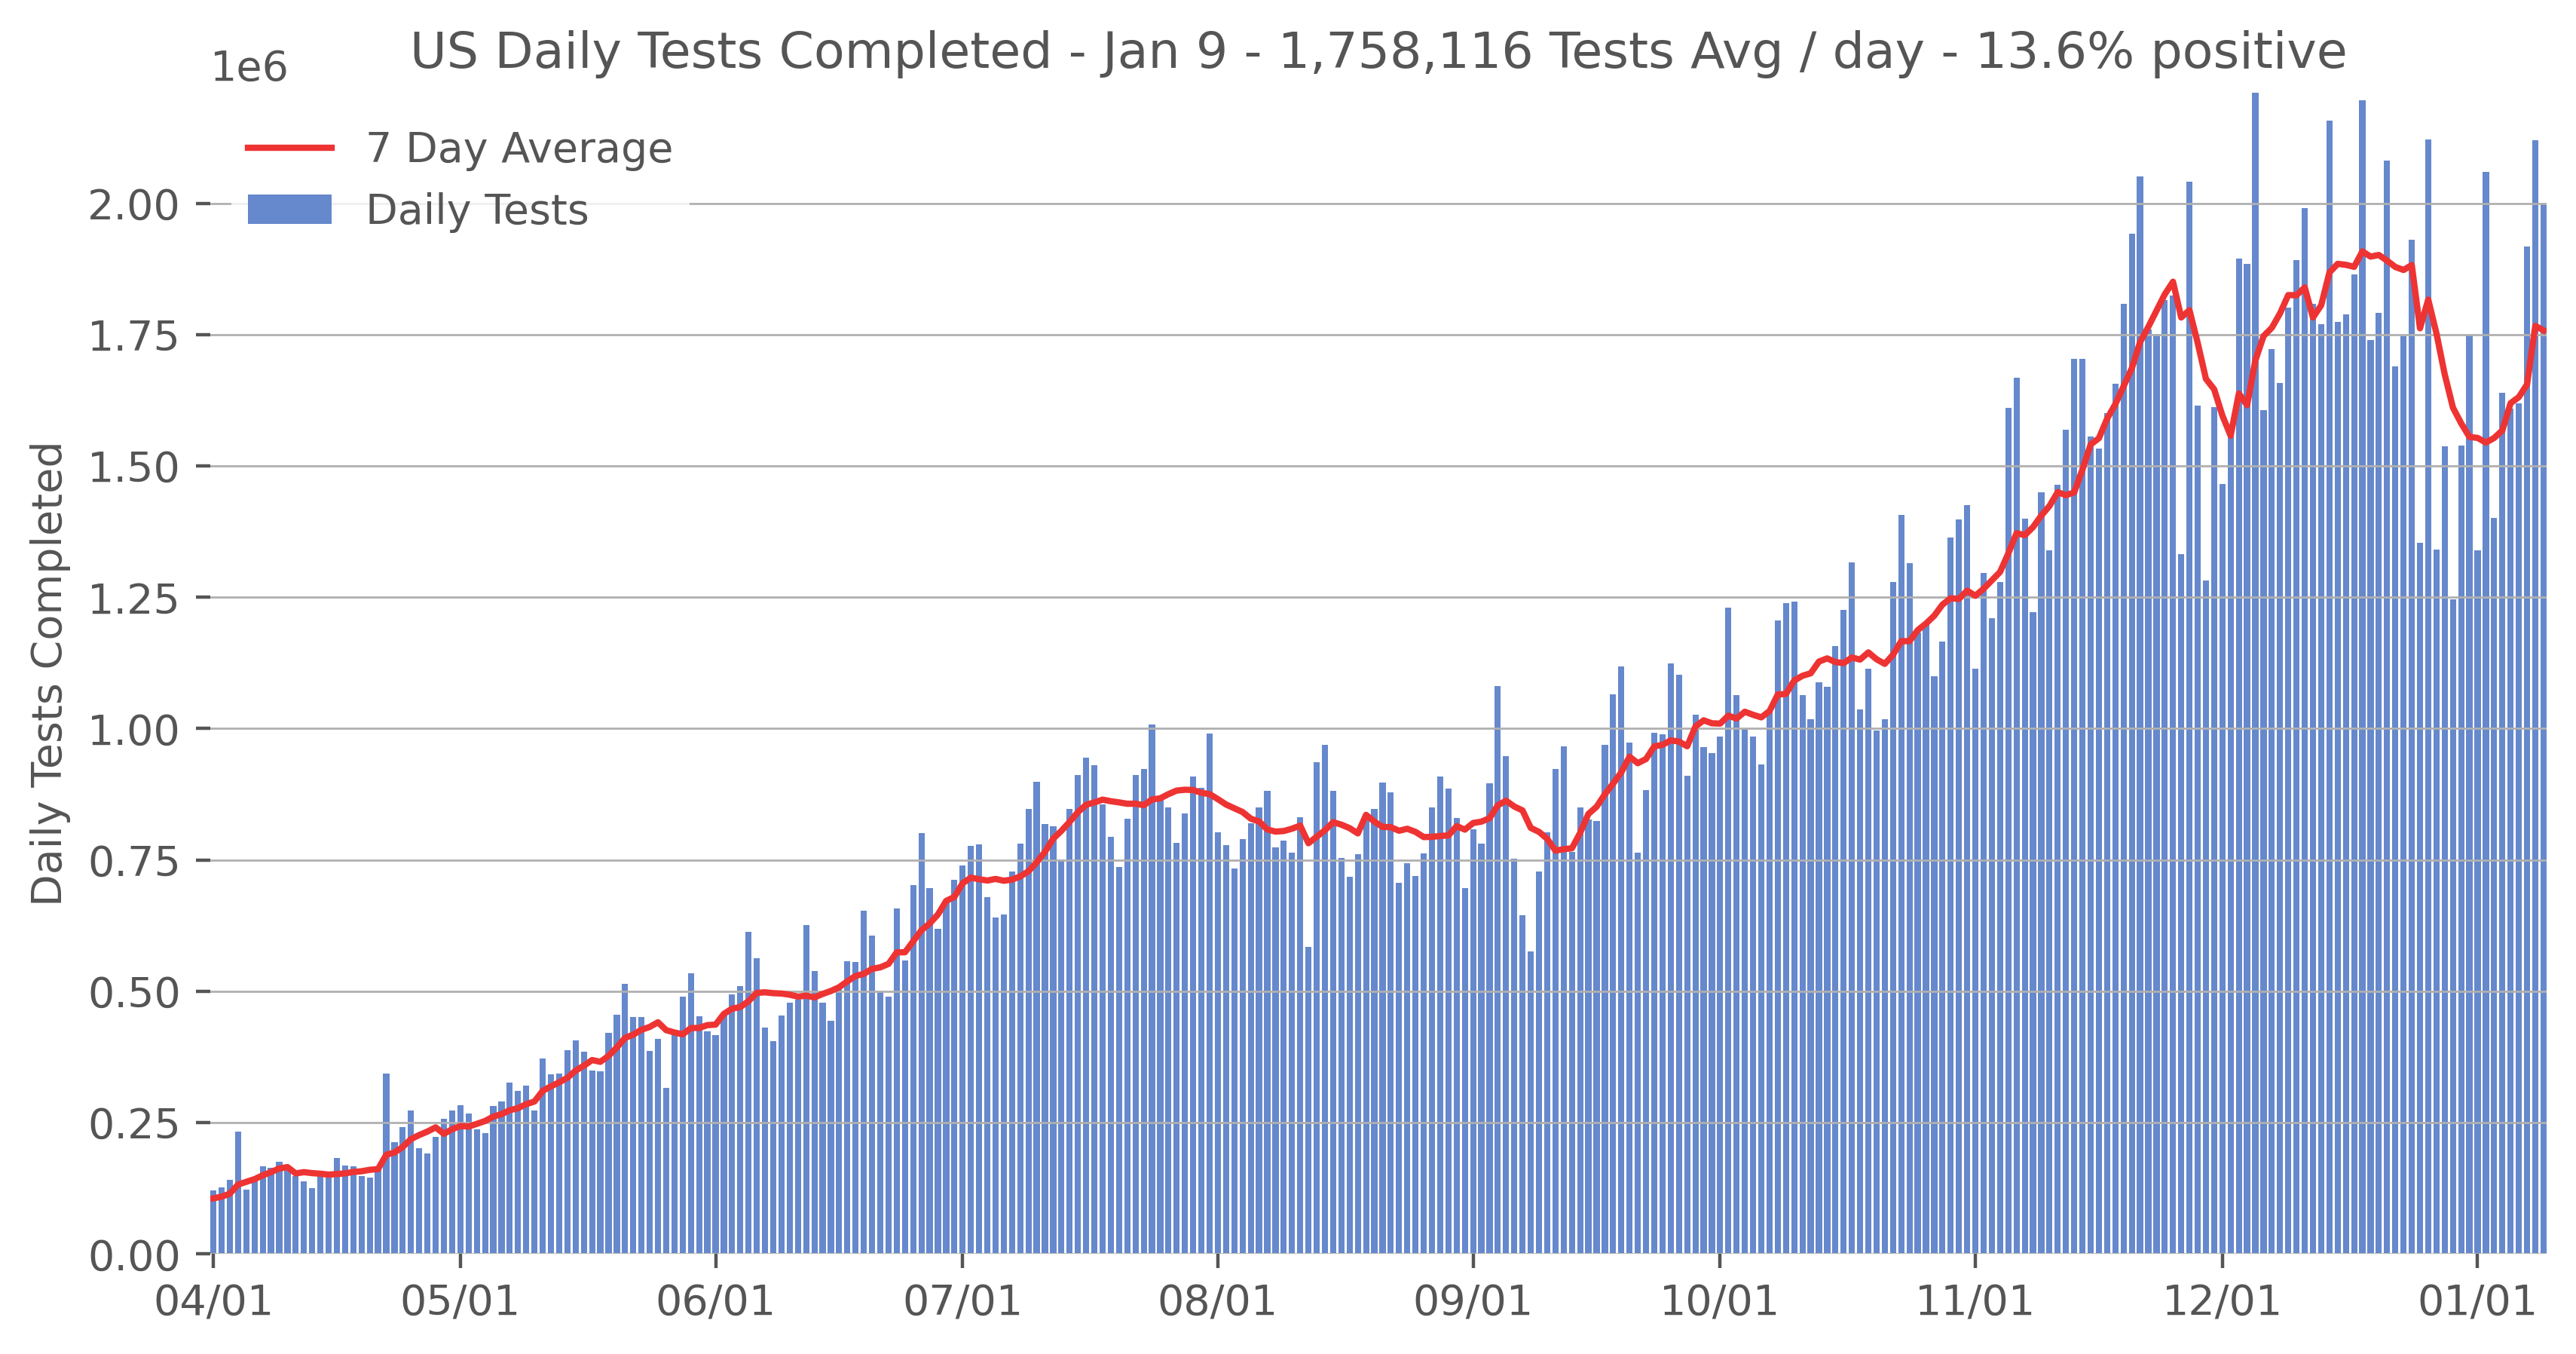 US Daily Tests Completed - Jan 9 - 1,758,116 Tests Avg / day - 13.6% positive
1e6
7 Day Average
Daily Tests
Daily Tests Completed
2.00
1.75
1.50
1.25
1.00
0.75
0.50
0.25
0.00
04/01 05/01 06/01 07/01 08/01 09/01 10/01 11/01 12/01 01/01